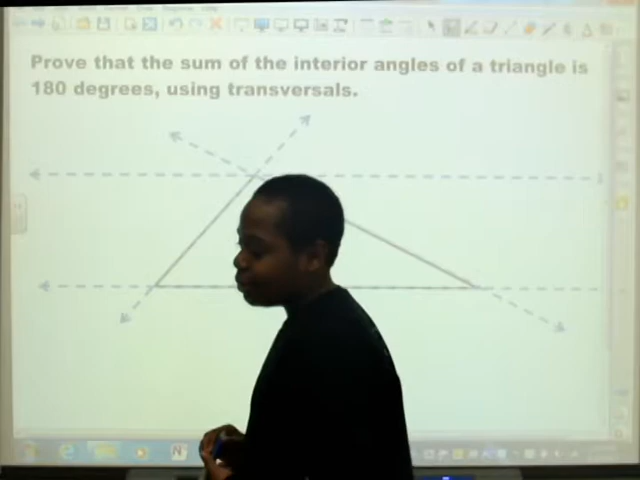 Prove that the sum of the interior angles of a triangle is
180 degrees, using transversals.